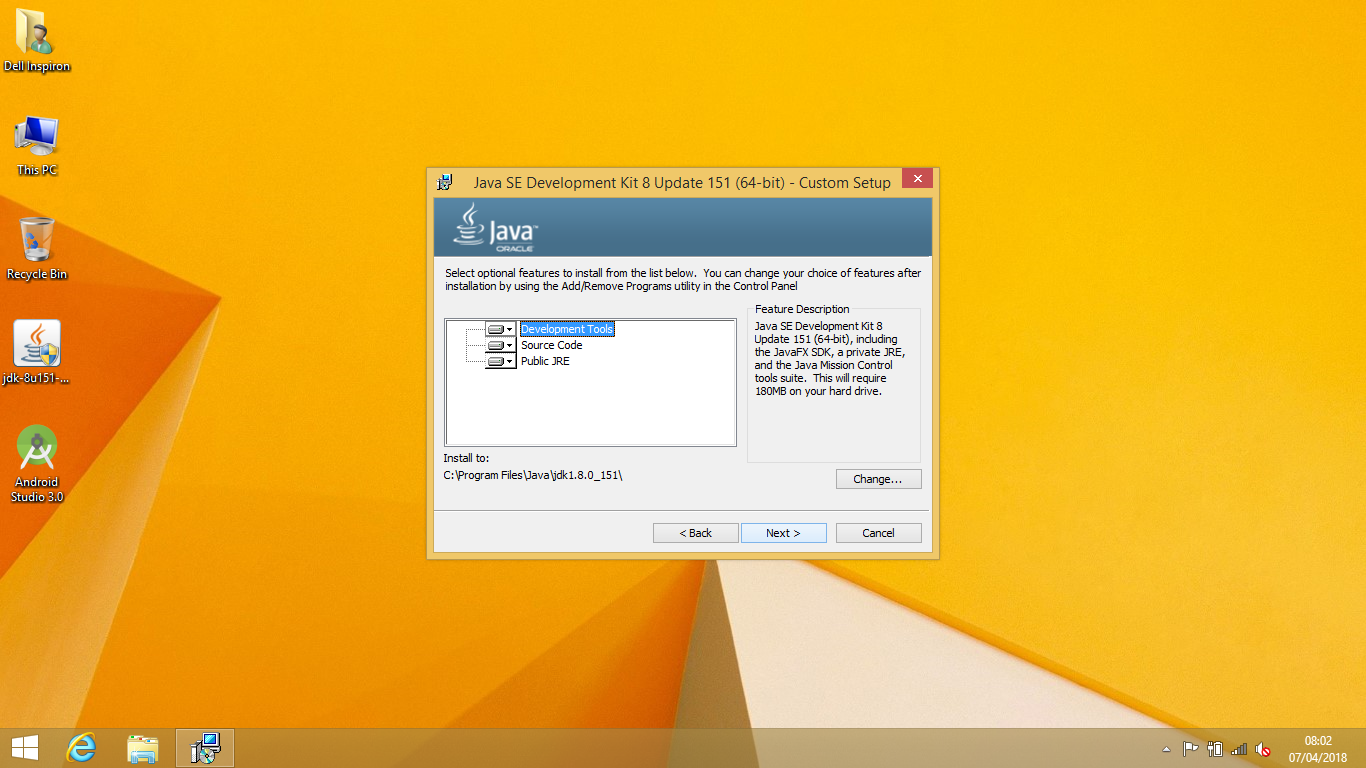 Dell Inspiron
This PC
Recycle Bin
jdk-8u151-...
Android
Studio 3.0
Java SE Development Kit 8 Update 151 (64-bit) - Custom Setup
Java™
ORACLE
Select optional features to install from the list below.  You can change your choice of features after
installation by using the Add/Remove Programs utility in the Control Panel
Development Tools
Source Code
Public JRE
Feature Description
Java SE Development Kit 8
Update 151 (64-bit), including
the JavaFX SDK, a private JRE,
and the Java Mission Control
tools suite.  This will require
180MB on your hard drive.
Install to:
C:\Program Files\Java\jdk1.8.0_151\
Change...
< Back
Next >
Cancel
08:02
07/04/2018